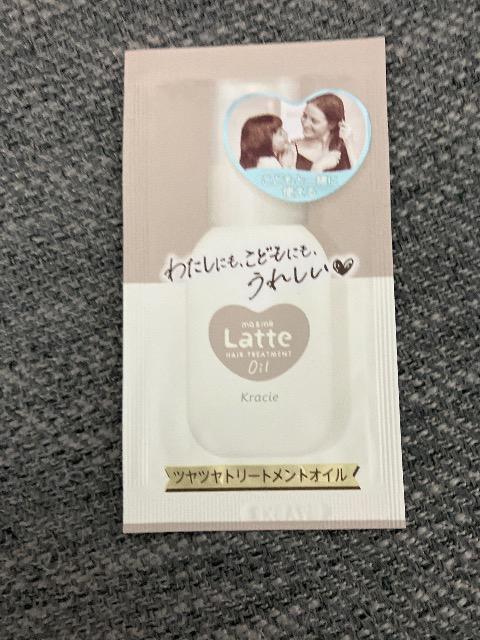 こどもと一緒に
使える
わたしにも、こどもにも、
うれしい
ma & me
Latte
HAIR TREATMENT
Oil
Kracie
ツヤツヤトリートメントオイル